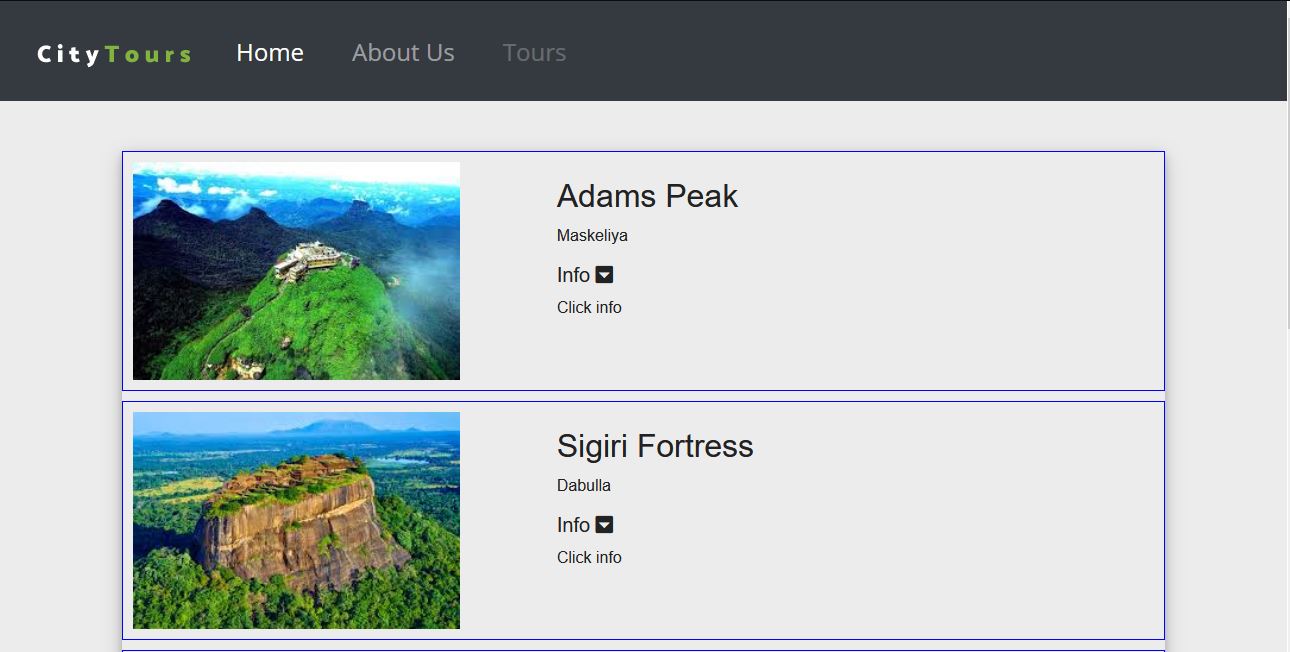 CityTours Home About Us Tours
Adams Peak
Maskeliya
Info
Click info
Sigiri Fortress
Dabulla
Info
Click info